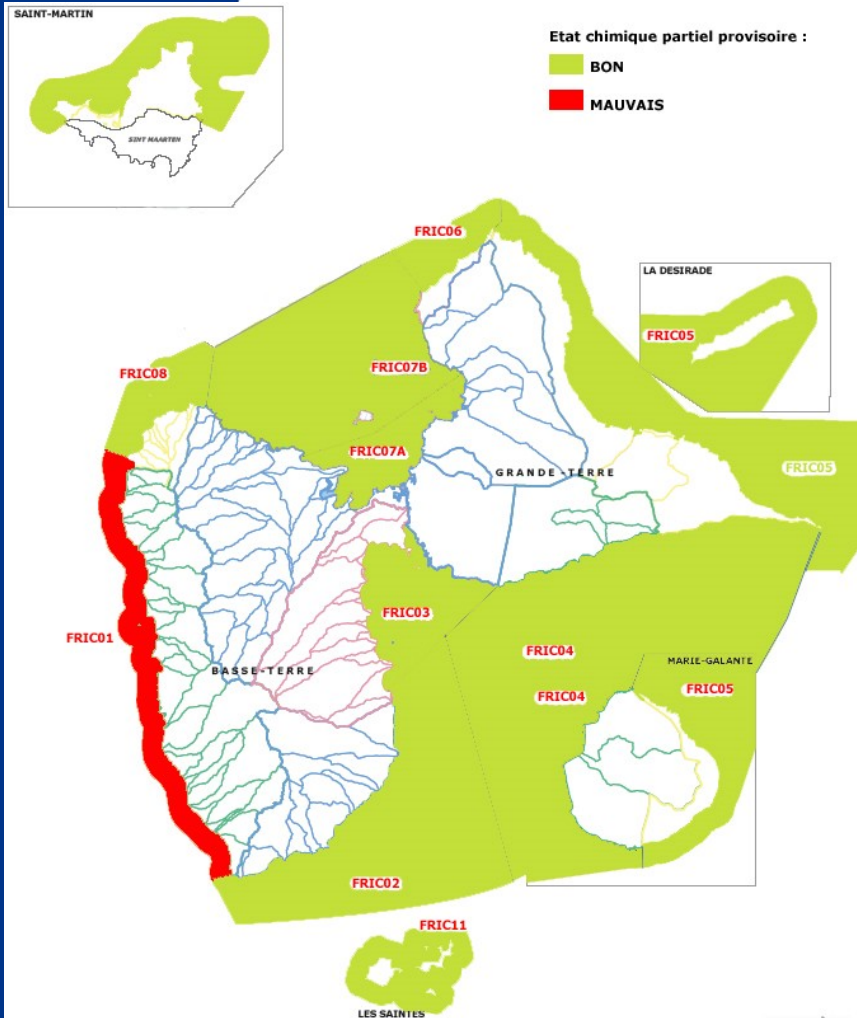 SAINT-MARTIN
Etat chimique partiel provisoire :
BON
MAUVAIS
SINT MAARTEN
FRIC06
LA DESIRADE
FRIC05
FRIC08
FRIC07B
FRIC07A
GRANDE-TERRE
FRIC05
FRIC03
FRIC01
FRIC04
BASSE-TERRE
MARIE-GALANTE
FRIC04
FRIC05
FRIC02
FRIC11
LES SAINTES